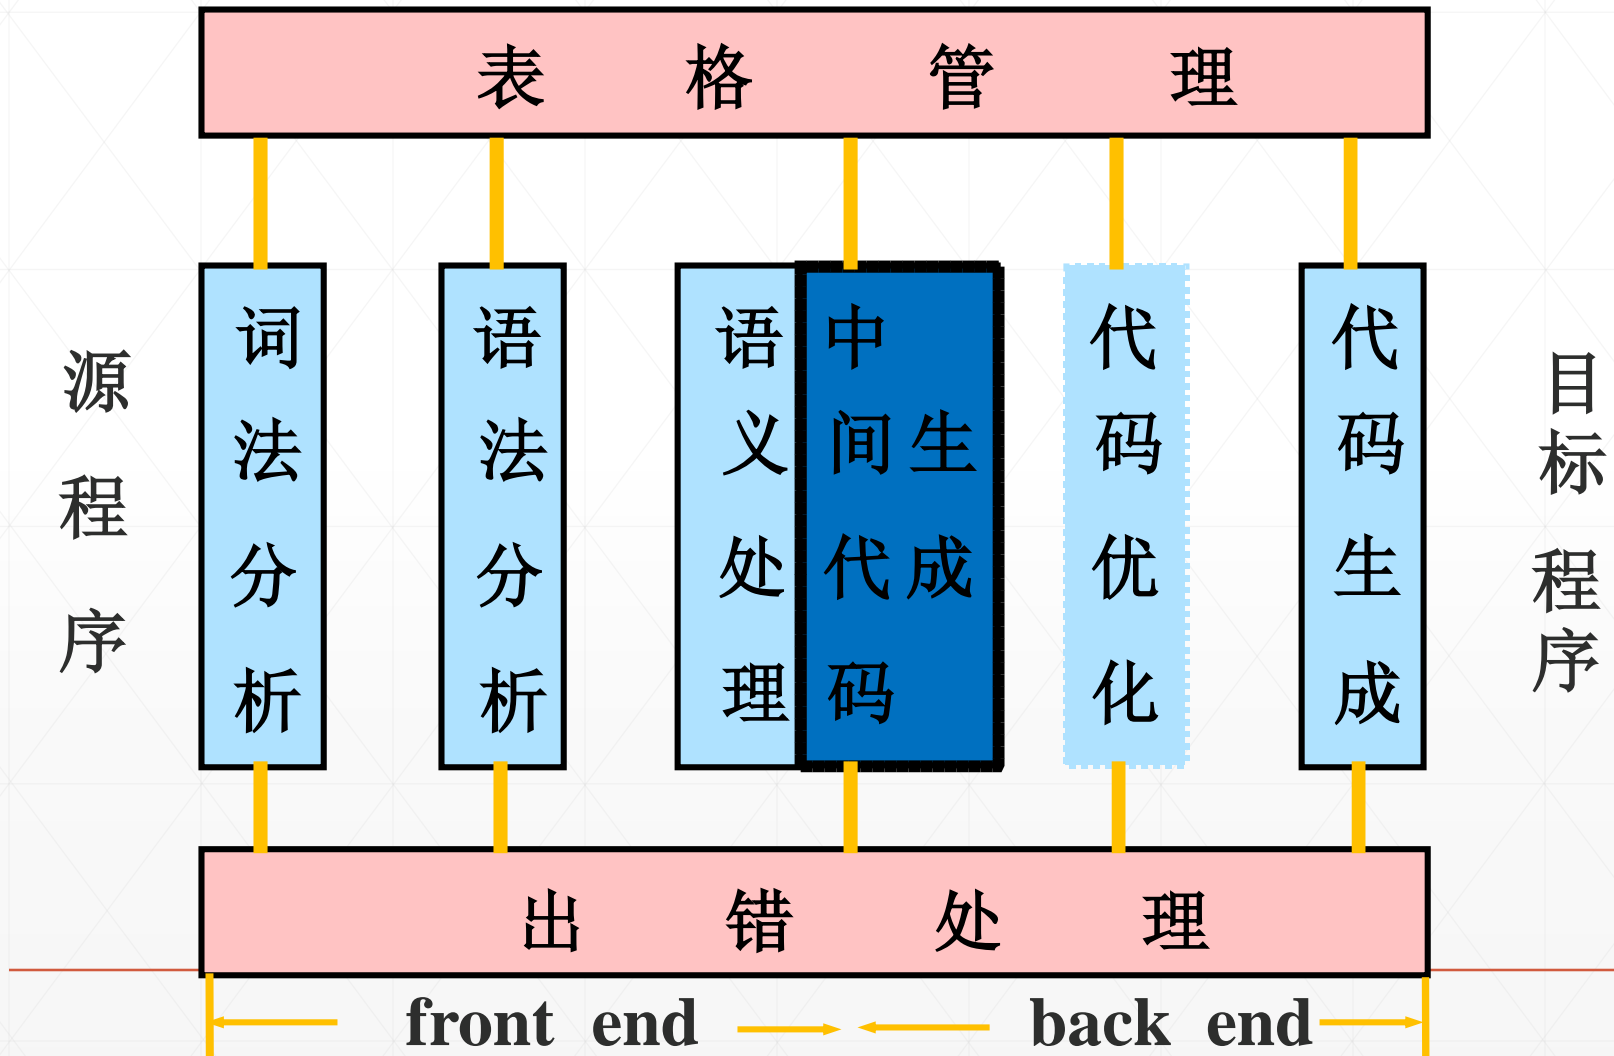 表格管理
源程序
词法分析
语法分析
语义处理
中间代码
生成
代码优化
代码生成
目标程序
出错处理
front end
back end